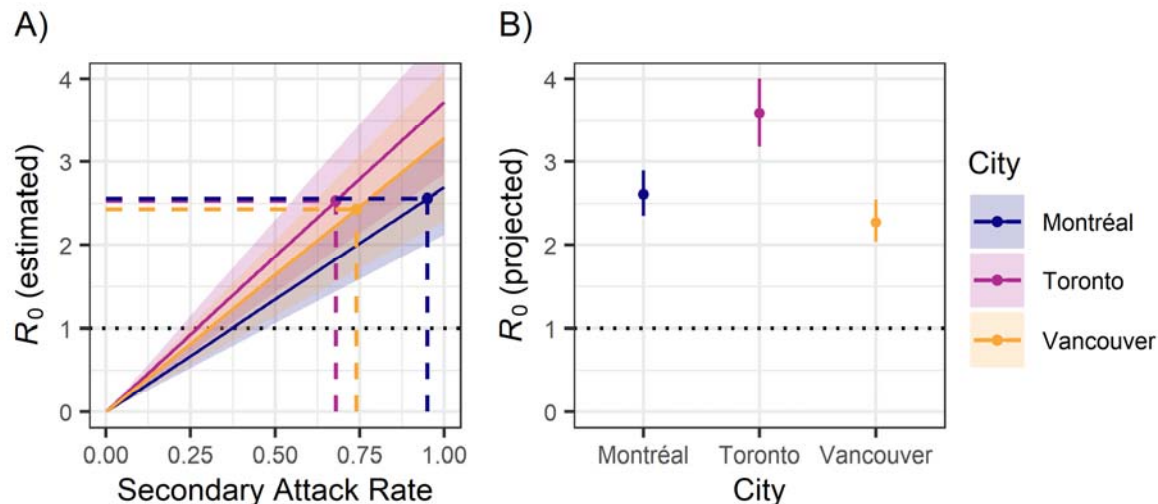 A)
B)
4
3
2
1
0
R0 (estimated)
0.00 0.25 0.50 0.75 1.00
Secondary Attack Rate
4
3
2
1
0
R0 (projected)
Montréal Toronto Vancouver
City
City
Montréal
Toronto
Vancouver